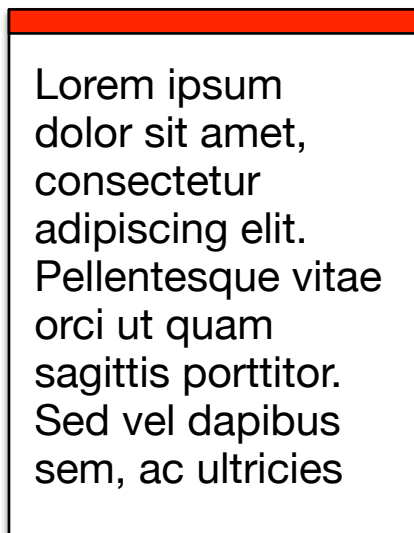 Lorem ipsum
dolor sit amet,
consectetur
adipiscing elit.
Pellentesque vitae
orci ut quam
sagittis porttitor.
Sed vel dapibus
sem, ac ultricies